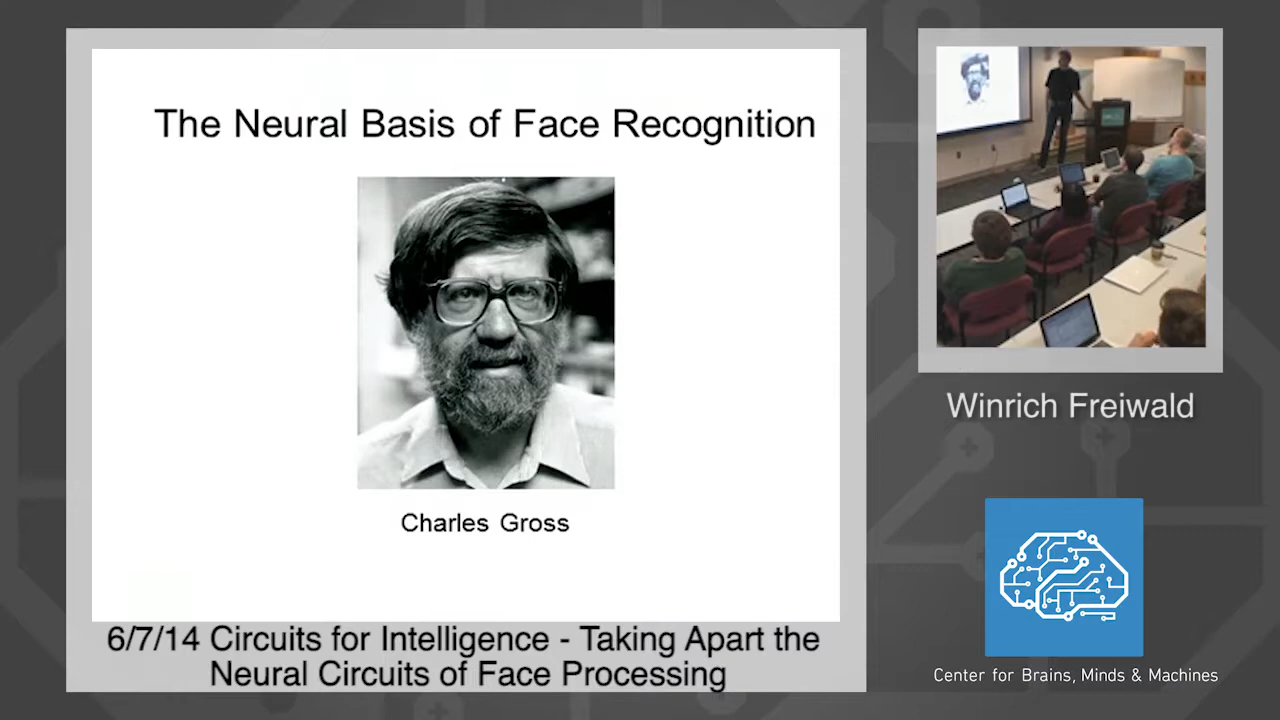 The Neural Basis of Face Recognition
Charles Gross
6/7/14 Circuits for Intelligence - Taking Apart the
Neural Circuits of Face Processing
Winrich Freiwald
Center for Brains, Minds & Machines